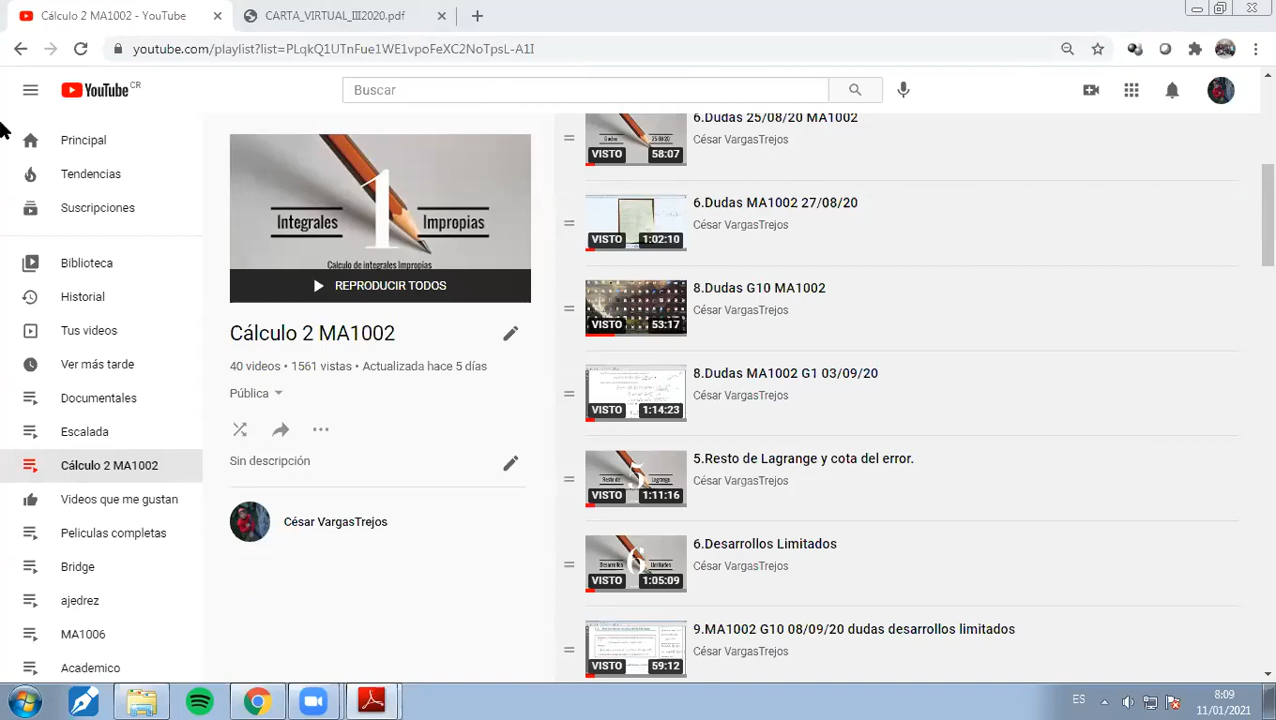 Cálculo 2 MA1002 - YouTube
CARTA_VIRTUAL_III2020.pdf
youtube.com/playlist?list=PLqkQ1UTnFue1WE1vpoFeXC2NoTpsL-A1I
YouTube CR
Buscar
Principal
Tendencias
Suscripciones
Biblioteca
Historial
Tus videos
Ver más tarde
Documentales
Escalada
Cálculo 2 MA1002
Videos que me gustan
Peliculas completas
Bridge
ajedrez
MA1006
Academico
Integrales 1 Impropias
Calculo de integrales Impropias
REPRODUCIR TODOS
Cálculo 2 MA1002
40 videos • 1561 vistas • Actualizada hace 5 días
Pública
Sin descripción
César VargasTrejos
6.Dudas 25/08/20 MA1002
César VargasTrejos
VISTO 58:07
6.Dudas MA1002 27/08/20
César VargasTrejos
VISTO 1:02:10
8.Dudas G10 MA1002
César VargasTrejos
VISTO 53:17
8.Dudas MA1002 G1 03/09/20
César VargasTrejos
VISTO 1:14:23
5.Resto de Lagrange y cota del error.
César VargasTrejos
VISTO 1:11:16
6.Desarrollos Limitados
César VargasTrejos
VISTO 1:05:09
9.MA1002 G10 08/09/20 dudas desarrollos limitados
César VargasTrejos
VISTO 59:12
ES
8:09
11/01/2021